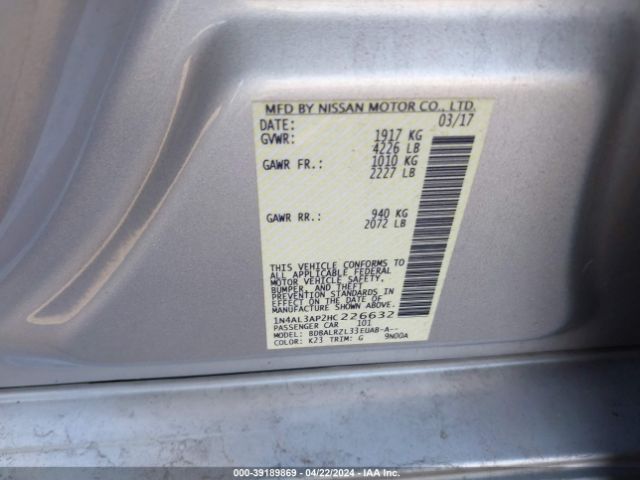 MFD BY NISSAN MOTOR CO., LTD.
DATE: 03/17
GVWR: 1917 KG
4226 LB
GAWR FR.: 1010 KG
2227 LB
GAWR RR.: 940 KG
2072 LB
THIS VEHICLE CONFORMS TO
ALL APPLICABLE FEDERAL
MOTOR VEHICLE SAFETY,
BUMPER, AND THEFT
PREVENTION STANDARDS
IN EFFECT ON THE DATE OF
MANUFACTURE SHOWN ABOVE.
1N4AL3AP2HC226632
PASSENGER CAR 101
MODEL: BDBALRZL33EUAB-A--
COLOR: K23 TRIM: G 9N00A
000-39189869 - 04/22/2024 - IAA Inc.